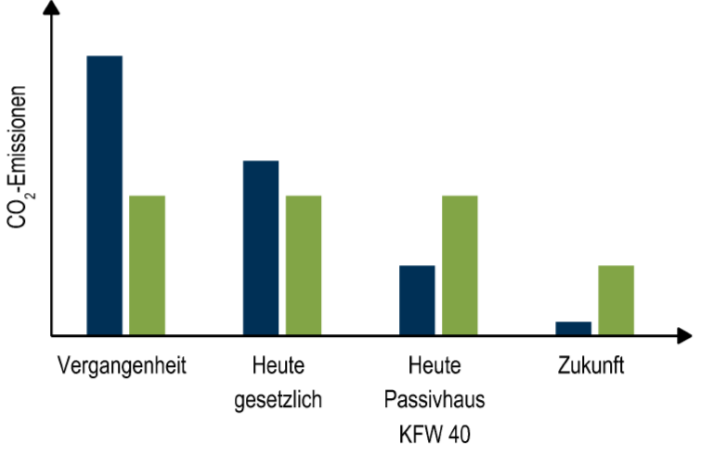 CO₂-Emissionen
Vergangenheit
Heute
gesetzlich
Heute
Passivhaus
KFW 40
Zukunft